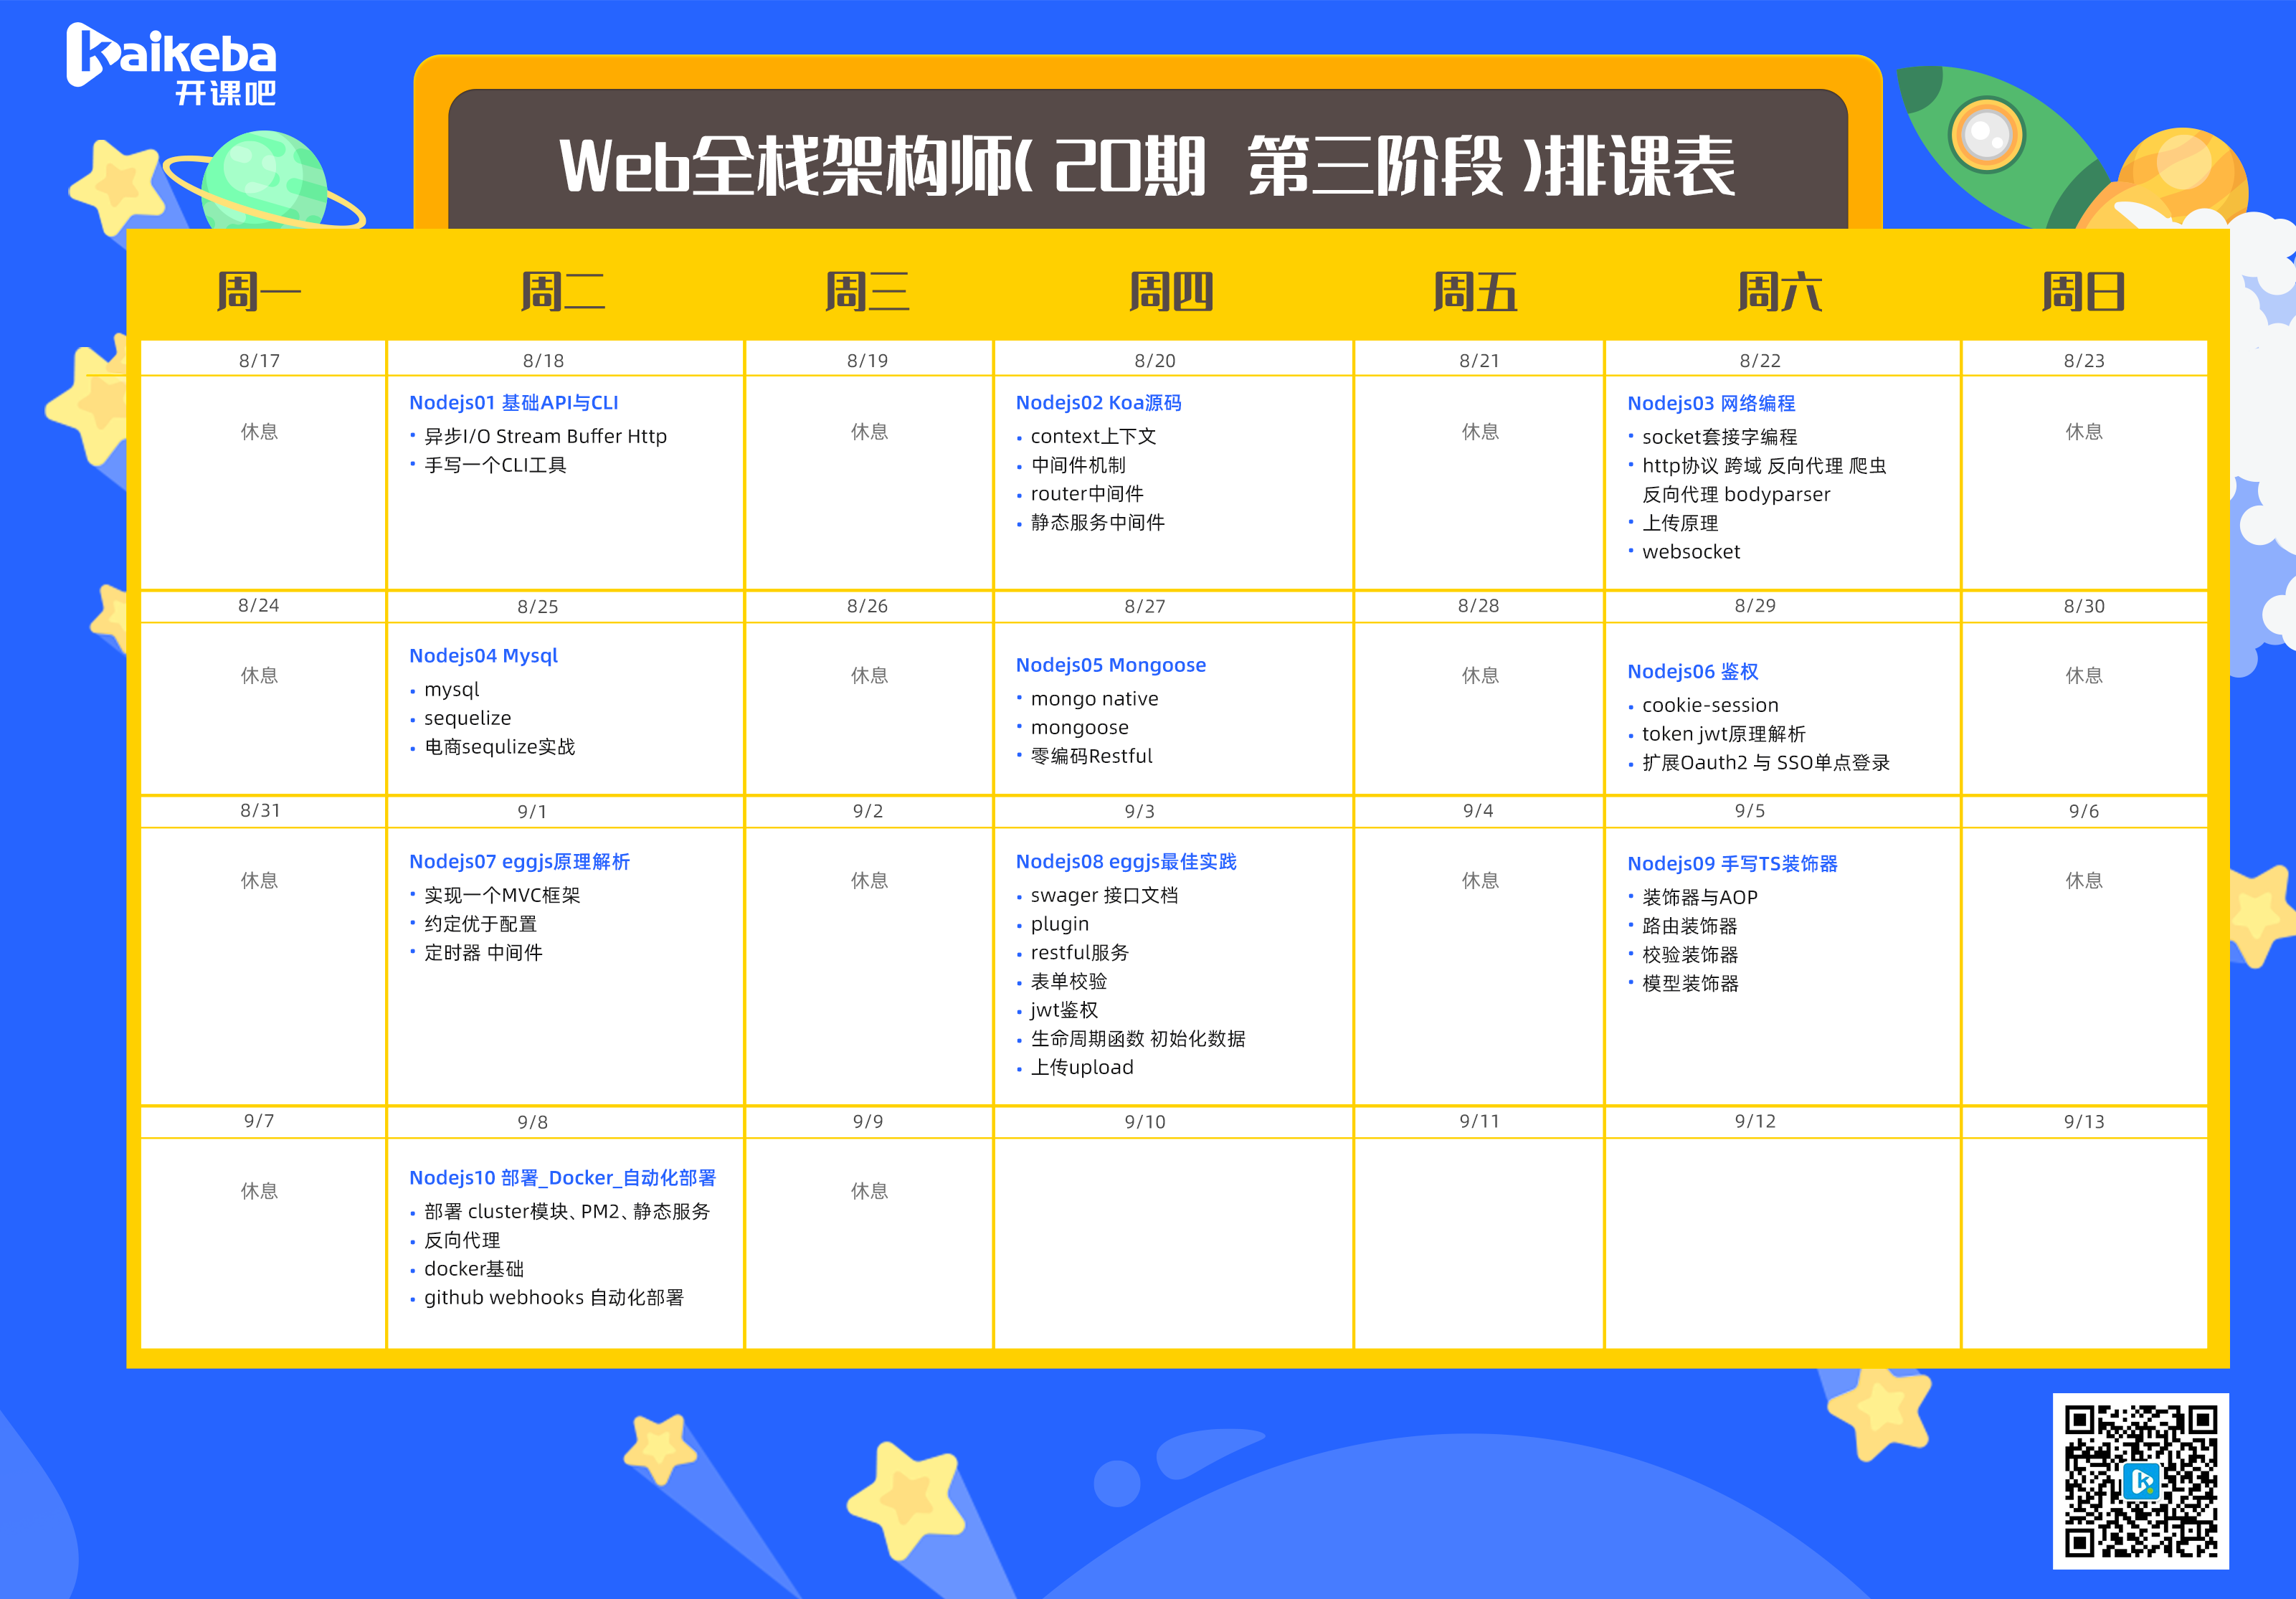 Kaikeba
开课吧
Web全栈架构师( 20期 第三阶段 )排课表
周一 周二 周三 周四 周五 周六 周日
8/17 8/18 8/19 8/20 8/21 8/22 8/23
休息
Nodejs01 基础API与CLI
异步I/O Stream Buffer Http
手写一个CLI工具
休息
Nodejs02 Koa源码
context上下文
中间件机制
router中间件
静态服务中间件
休息
Nodejs03 网络编程
socket套接字编程
http协议 跨域 反向代理 爬虫
反向代理 bodyparser
上传原理
websocket
休息
8/24 8/25 8/26 8/27 8/28 8/29 8/30
休息
Nodejs04 Mysql
mysql
sequelize
电商sequlize实战
休息
Nodejs05 Mongoose
mongo native
mongoose
零编码Restful
休息
Nodejs06 鉴权
cookie-session
token jwt原理解析
扩展Oauth2 与 SSO单点登录
休息
8/31 9/1 9/2 9/3 9/4 9/5 9/6
休息
Nodejs07 eggjs原理解析
实现一个MVC框架
约定优于配置
定时器 中间件
休息
Nodejs08 eggjs最佳实践
swager 接口文档
plugin
restful服务
表单校验
jwt鉴权
生命周期函数 初始化数据
上传upload
休息
Nodejs09 手写TS装饰器
装饰器与AOP
路由装饰器
校验装饰器
模型装饰器
休息
9/7 9/8 9/9 9/10 9/11 9/12 9/13
休息
Nodejs10 部署_Docker_自动化部署
部署 cluster模块、PM2、静态服务
反向代理
docker基础
github webhooks 自动化部署
休息